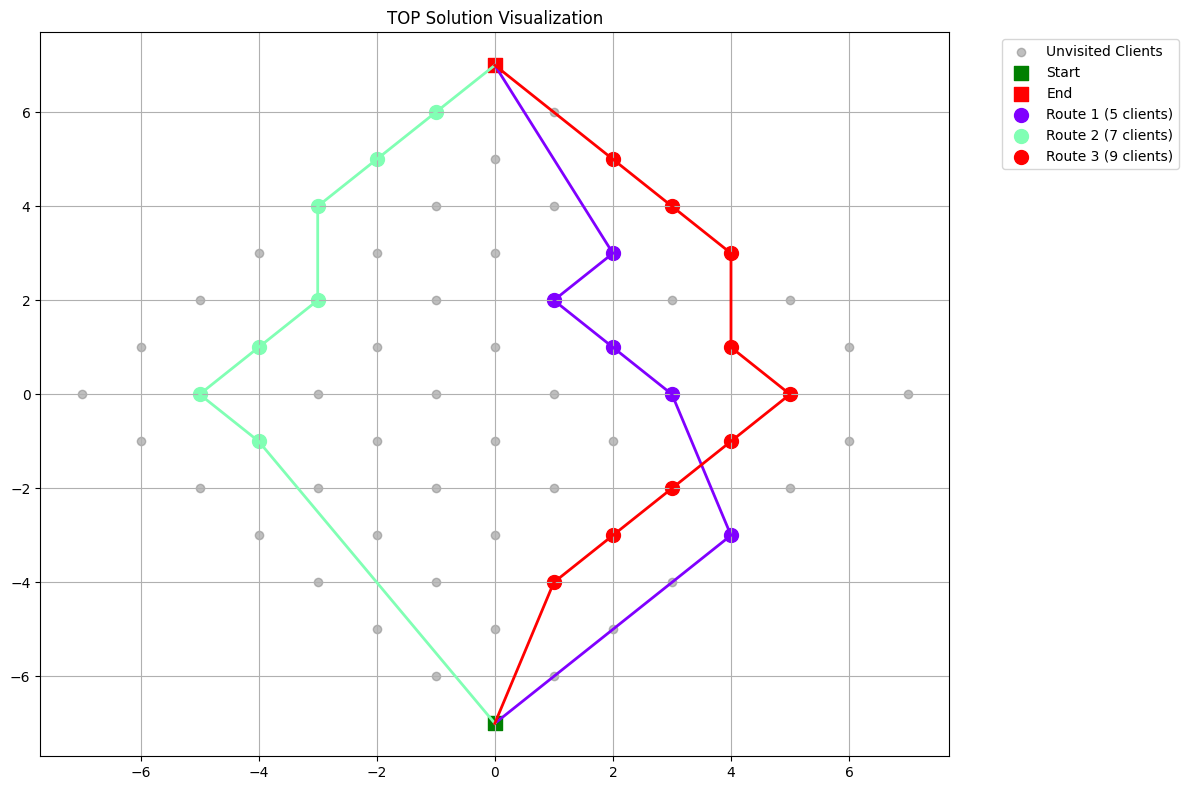 TOP Solution Visualization
Unvisited Clients
Start
End
Route 1 (5 clients)
Route 2 (7 clients)
Route 3 (9 clients)
6
4
2
0
−2
−4
−6
−6 −4 −2 0 2 4 6